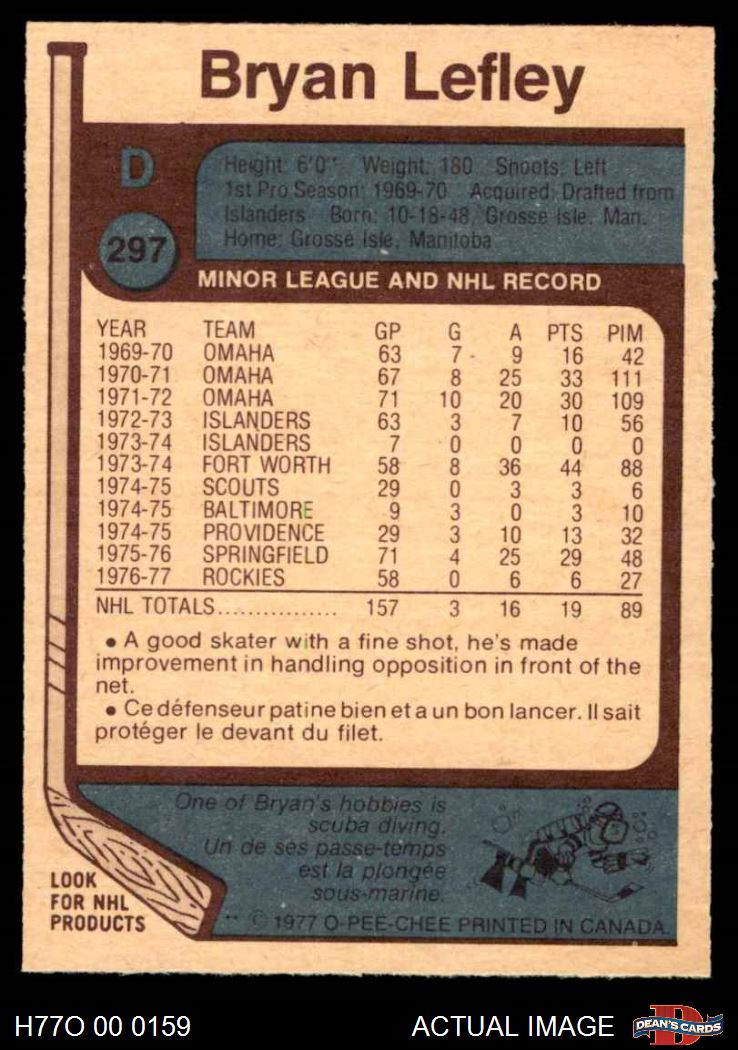 Bryan Lefley
D
297
Height: 6'0" Weight: 180 Shoots: Left
1st Pro Season: 1969-70 Acquired: Drafted from
Islanders Born: 10-18-48, Grosse Isle, Man.
Home: Grosse Isle, Manitoba
MINOR LEAGUE AND NHL RECORD
YEAR TEAM GP G A PTS PIM
1969-70 OMAHA 63 7 9 16 42
1970-71 OMAHA 67 8 25 33 111
1971-72 OMAHA 71 10 20 30 109
1972-73 ISLANDERS 63 3 7 10 56
1973-74 ISLANDERS 7 0 0 0 0
1973-74 FORT WORTH 58 8 36 44 88
1974-75 SCOUTS 29 0 3 3 6
1974-75 BALTIMORE 9 3 0 3 10
1974-75 PROVIDENCE 29 3 10 13 32
1975-76 SPRINGFIELD 71 4 25 29 48
1976-77 ROCKIES 58 0 6 6 27
NHL TOTALS................ 157 3 16 19 89
• A good skater with a fine shot, he's made
improvement in handling opposition in front of the
net.
• Ce défenseur patine bien et a un bon lancer. Il sait
protéger le devant du filet.
One of Bryan's hobbies is
scuba diving.
Un de ses passe-temps
est la plongée
sous-marine.
LOOK
FOR NHL
PRODUCTS
** © 1977 O-PEE-CHEE PRINTED IN CANADA.
H77O 00 0159
ACTUAL IMAGE
D
DEAN'S CARDS